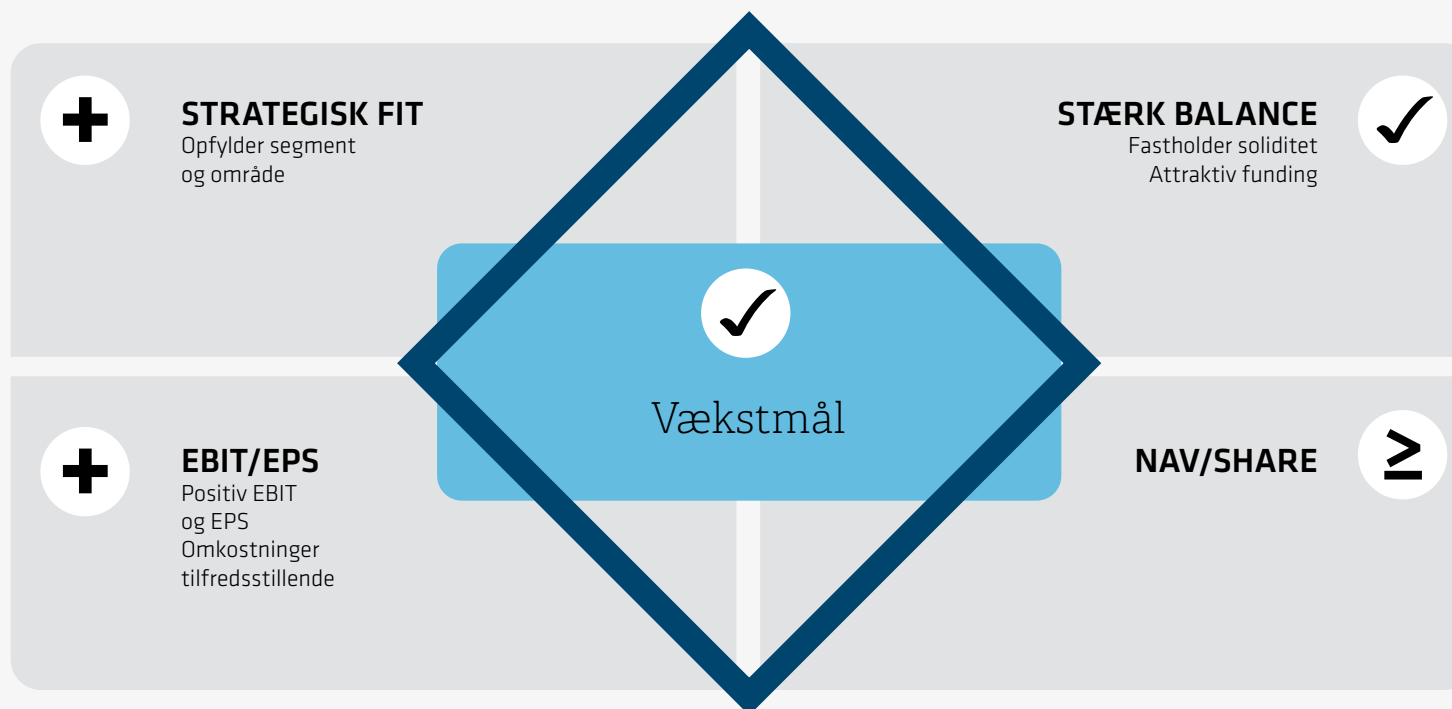 STRATEGISK FIT
Opfylder segment
og område
STÆRK BALANCE
Fastholder soliditet
Attraktiv funding
Vækstmål
EBIT/EPS
Positiv EBIT
og EPS
Omkostninger
tilfredsstillende
NAV/SHARE
≥